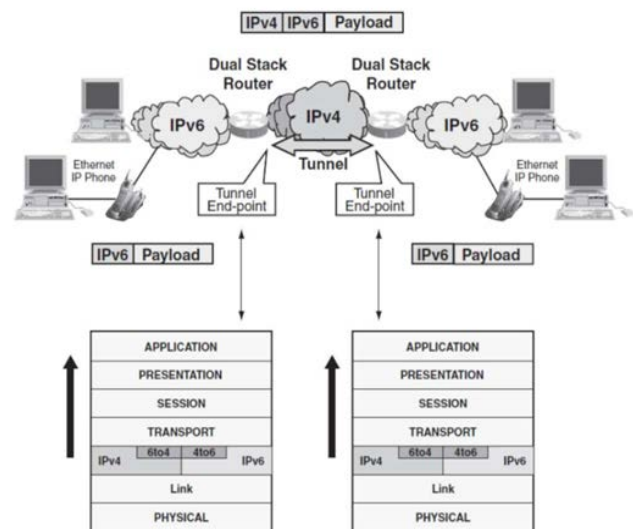 IPv4 IPv6 Payload
Dual Stack Router
Dual Stack Router
IPv6
IPv4
IPv6
Tunnel
Ethernet IP Phone
Ethernet IP Phone
Tunnel End-point
Tunnel End-point
IPv6 Payload
IPv6 Payload
APPLICATION
PRESENTATION
SESSION
TRANSPORT
6to4 4to6
IPv4 IPv6
Link
PHYSICAL
APPLICATION
PRESENTATION
SESSION
TRANSPORT
6to4 4to6
IPv4 IPv6
Link
PHYSICAL